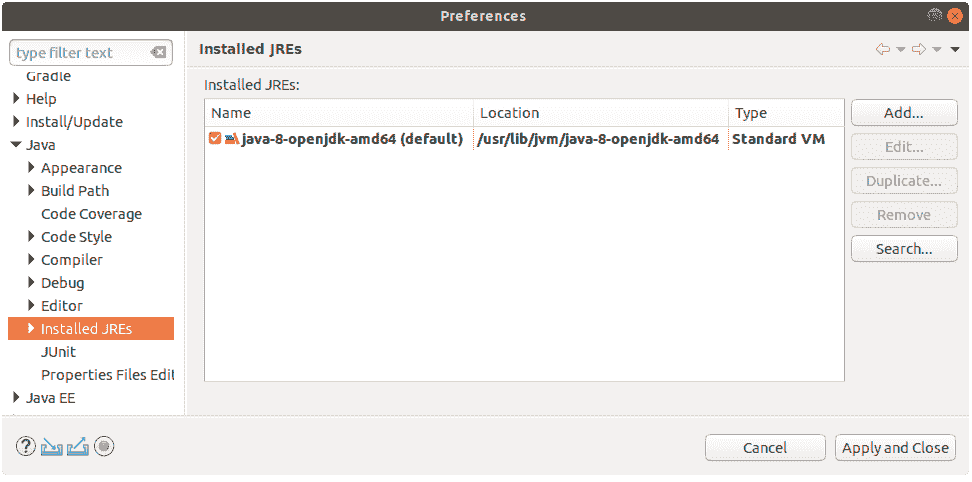 Preferences
type filter text
Gradle
Help
Install/Update
Java
Appearance
Build Path
Code Coverage
Code Style
Compiler
Debug
Editor
Installed JREs
JUnit
Properties Files Edit
Java EE
Installed JREs
Installed JREs:
Name Location Type
java-8-openjdk-amd64 (default) /usr/lib/jvm/java-8-openjdk-amd64 Standard VM
Add...
Edit...
Duplicate...
Remove
Search...
?
Cancel Apply and Close